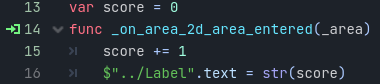 13 var score = 0
14 func _on_area_2d_area_entered(_area)
15 score += 1
16 $"../Label".text = str(score)